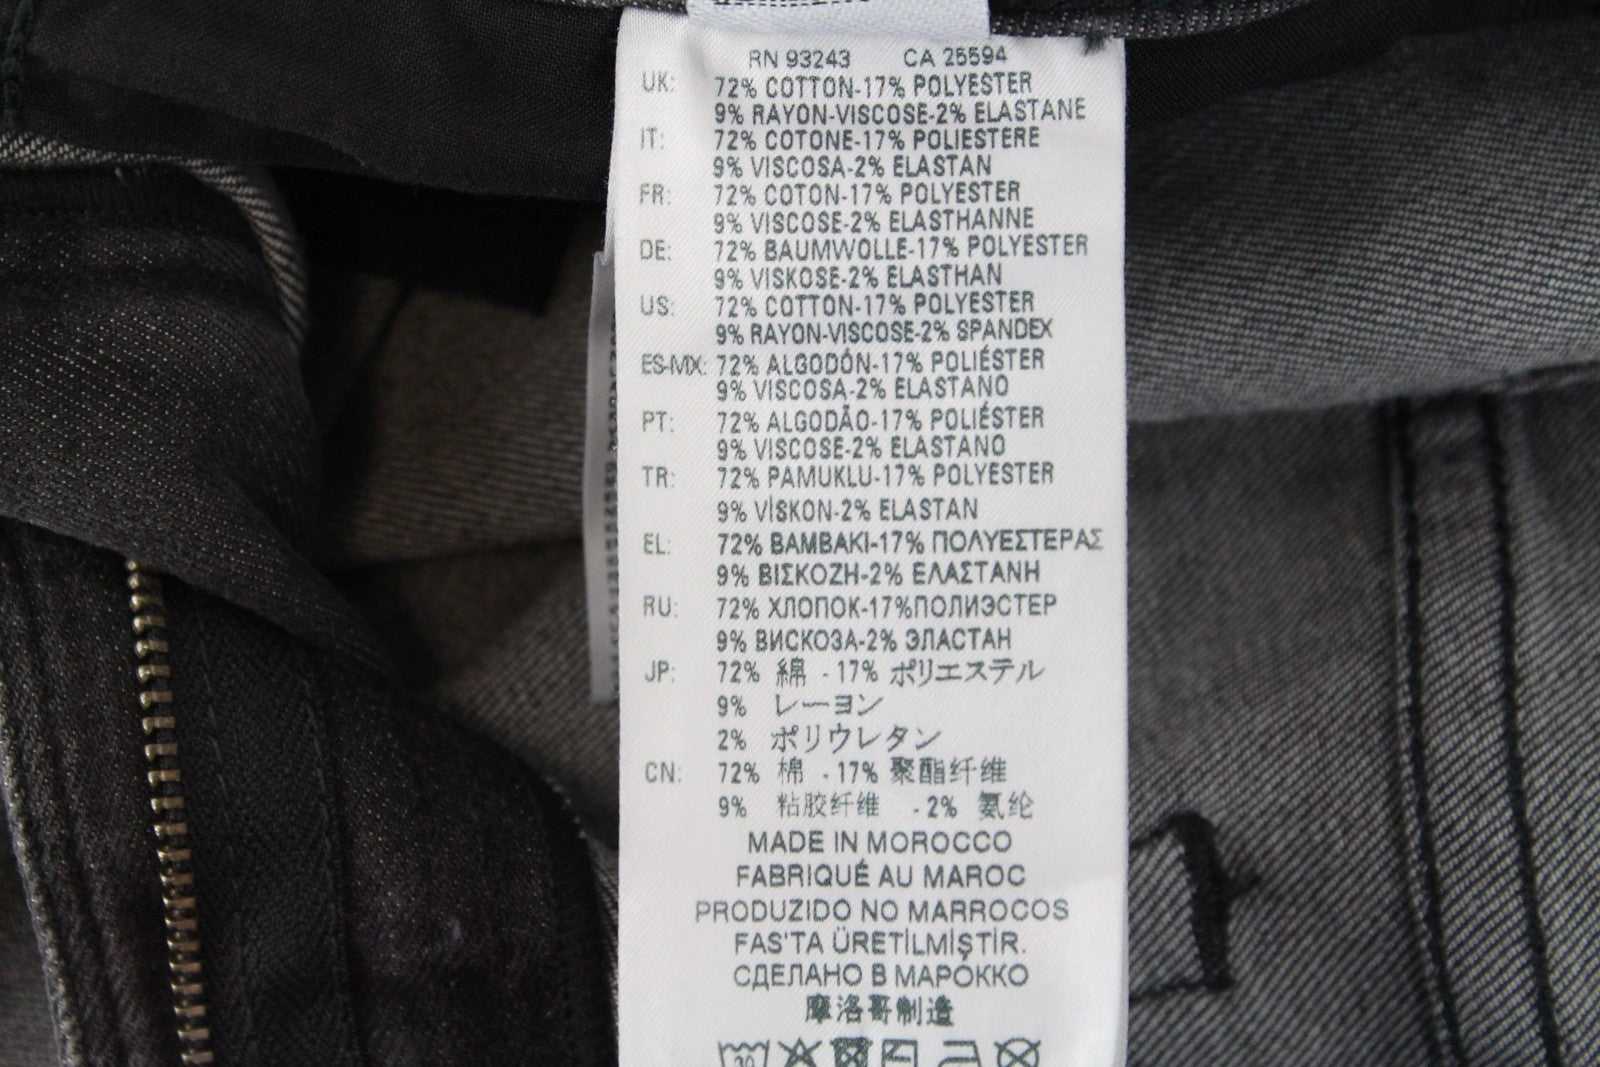 RN 93243 CA 25594
UK: 72% COTTON-17% POLYESTER
9% RAYON-VISCOSE-2% ELASTANE
IT: 72% COTONE-17% POLIESTERE
9% VISCOSA-2% ELASTAN
FR: 72% COTON-17% POLYESTER
9% VISCOSE-2% ELASTHANNE
DE: 72% BAUMWOLLE-17% POLYESTER
9% VISKOSE-2% ELASTHAN
US: 72% COTTON-17% POLYESTER
9% RAYON-VISCOSE-2% SPANDEX
ES-MX: 72% ALGODÓN-17% POLIÉSTER
9% VISCOSA-2% ELASTANO
PT: 72% ALGODÃO-17% POLIÉSTER
9% VISCOSE-2% ELASTANO
TR: 72% PAMUKLU-17% POLYESTER
9% VİSKON-2% ELASTAN
EL: 72% ΒΑΜΒΑΚΙ-17% ΠΟΛΥΕΣΤΕΡΑΣ
9% ΒΙΣΚΟΖΗ-2% ΕΛΑΣΤΑΝΗ
RU: 72% ХЛОПОК-17%ПОЛИЭСТЕР
9% ВИСКОЗА-2% ЭЛАСТАН
JP: 72% 綿 - 17% ポリエステル
9% レーヨン
2% ポリウレタン
CN: 72% 棉 - 17% 聚酯纤维
9% 粘胶纤维 - 2% 氨纶
MADE IN MOROCCO
FABRIQUÉ AU MAROC
PRODUZIDO NO MARROCOS
FAS'TA ÜRETİLMİŞTİR.
СДЕЛАНО В МАРОККО
摩洛哥制造
30